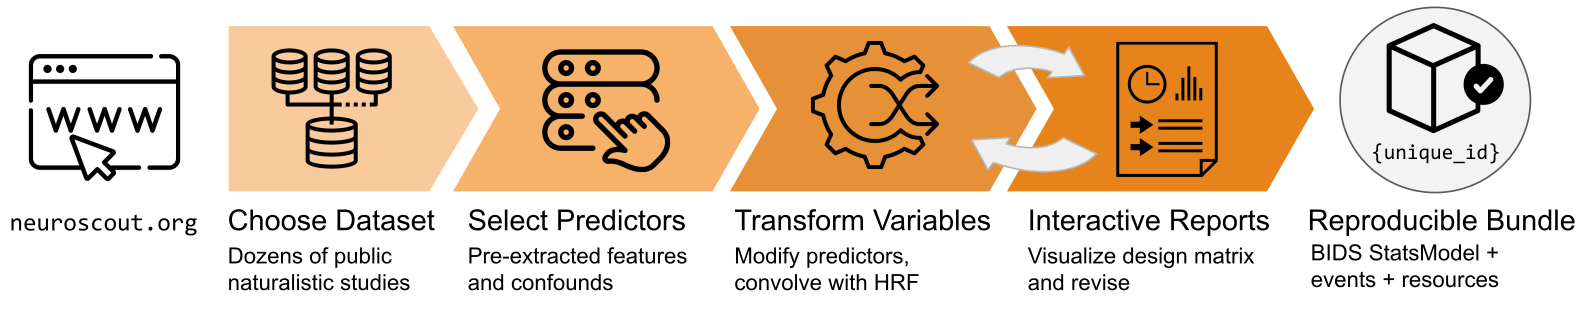 WWW
neuroscout.org
Choose Dataset
Dozens of public
naturalistic studies
Select Predictors
Pre-extracted features
and confounds
Transform Variables
Modify predictors,
convolve with HRF
Interactive Reports
Visualize design matrix
and revise
{unique_id}
Reproducible Bundle
BIDS StatsModel +
events + resources